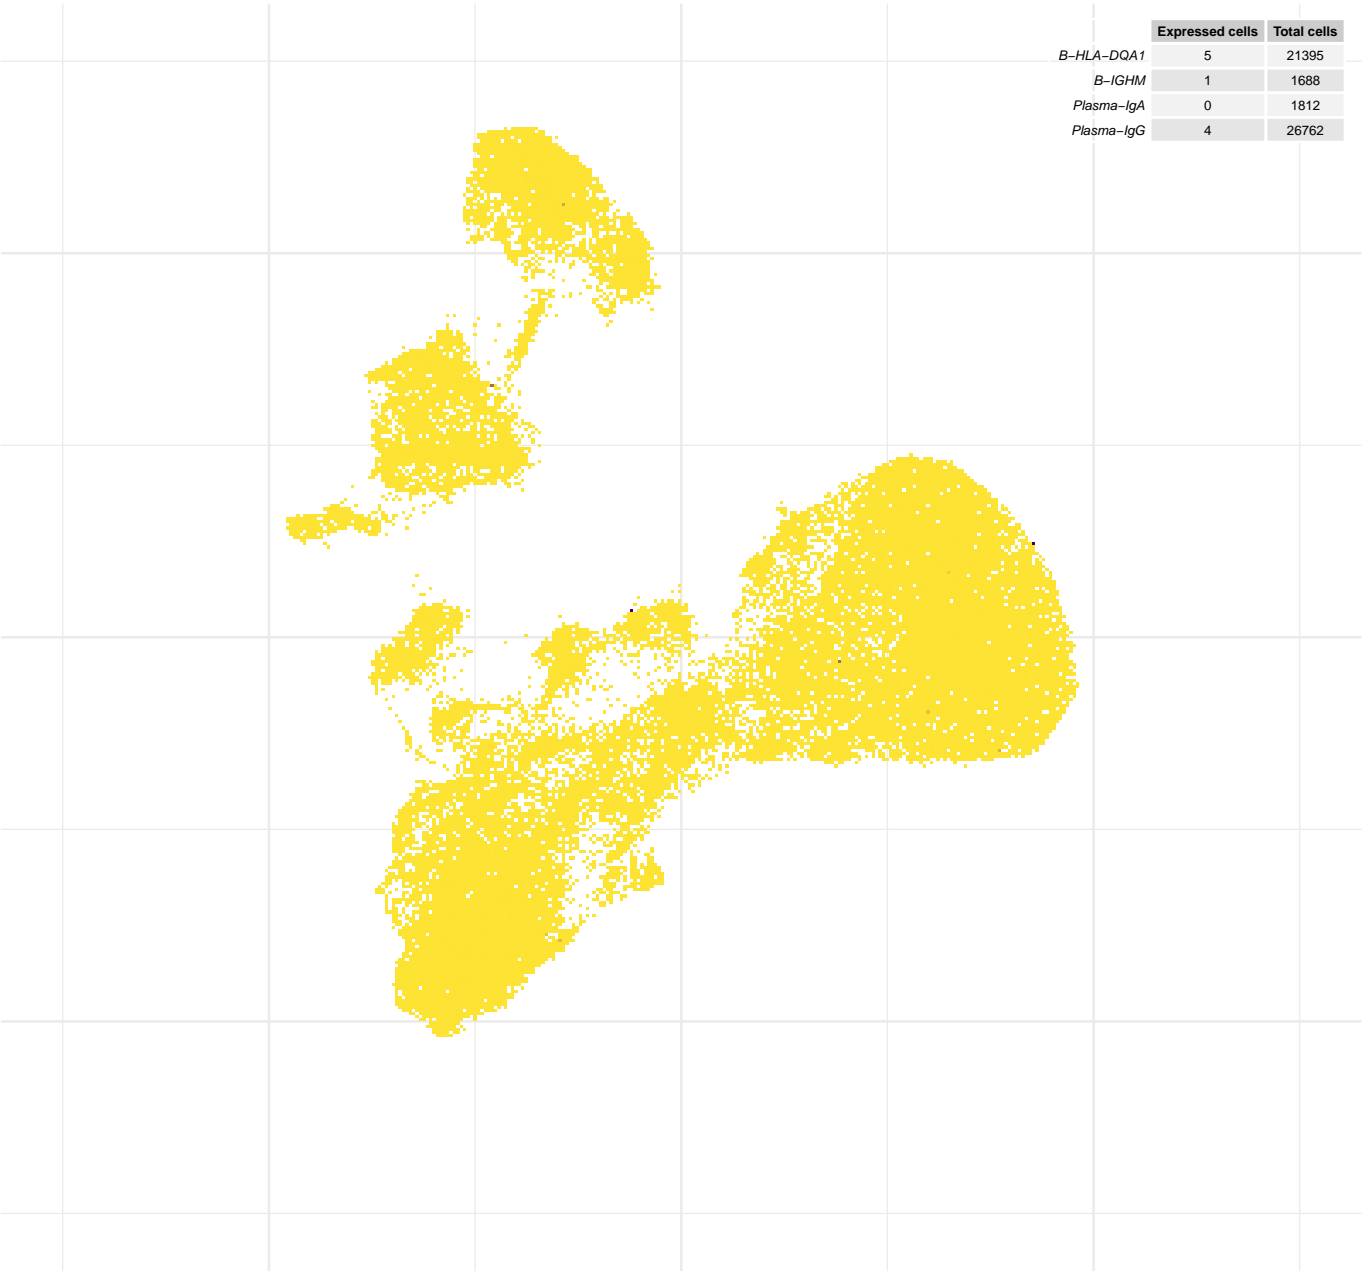 Expressed cells Total cells
B−HLA−DQA1 5 21395
B−IGHM 1 1688
Plasma−IgA 0 1812
Plasma−IgG 4 26762